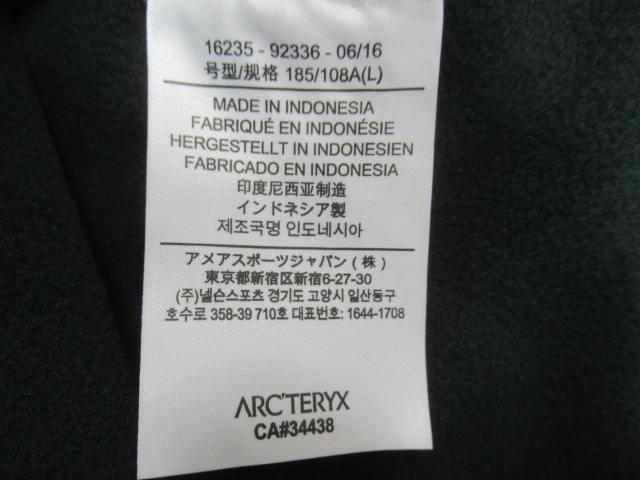 16235 - 92336 - 06/16
号型/规格 185/108A(L)
MADE IN INDONESIA
FABRIQUÉ EN INDONÉSIE
HERGESTELLT IN INDONESIEN
FABRICADO EN INDONESIA
印度尼西亚制造
インドネシア製
제조국명 인도네시아
アメアスポーツジャパン（株）
東京都新宿区新宿6-27-30
(주)넬슨스포츠 경기도 고양시 일산동구
호수로 358-39 710호 대표번호: 1644-1708
ARC'TERYX
CA#34438